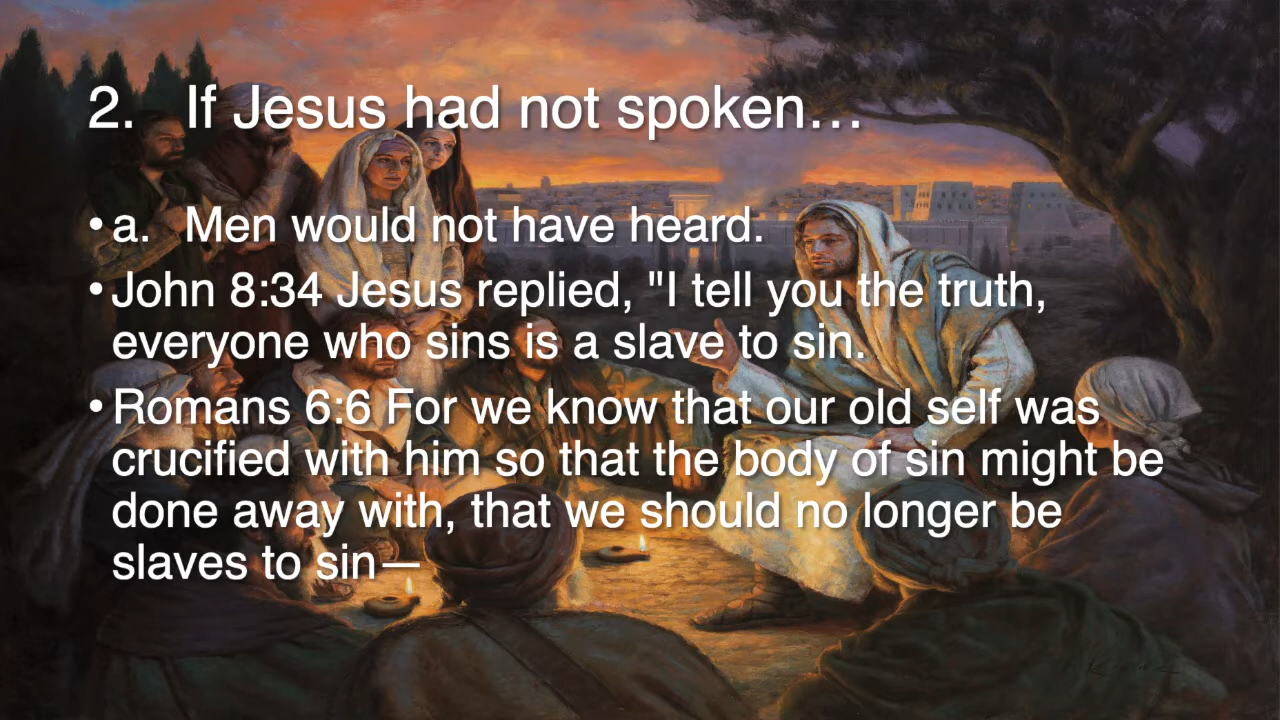 2. If Jesus had not spoken…
• a. Men would not have heard.
• John 8:34 Jesus replied, "I tell you the truth,
everyone who sins is a slave to sin.
• Romans 6:6 For we know that our old self was
crucified with him so that the body of sin might be
done away with, that we should no longer be
slaves to sin—